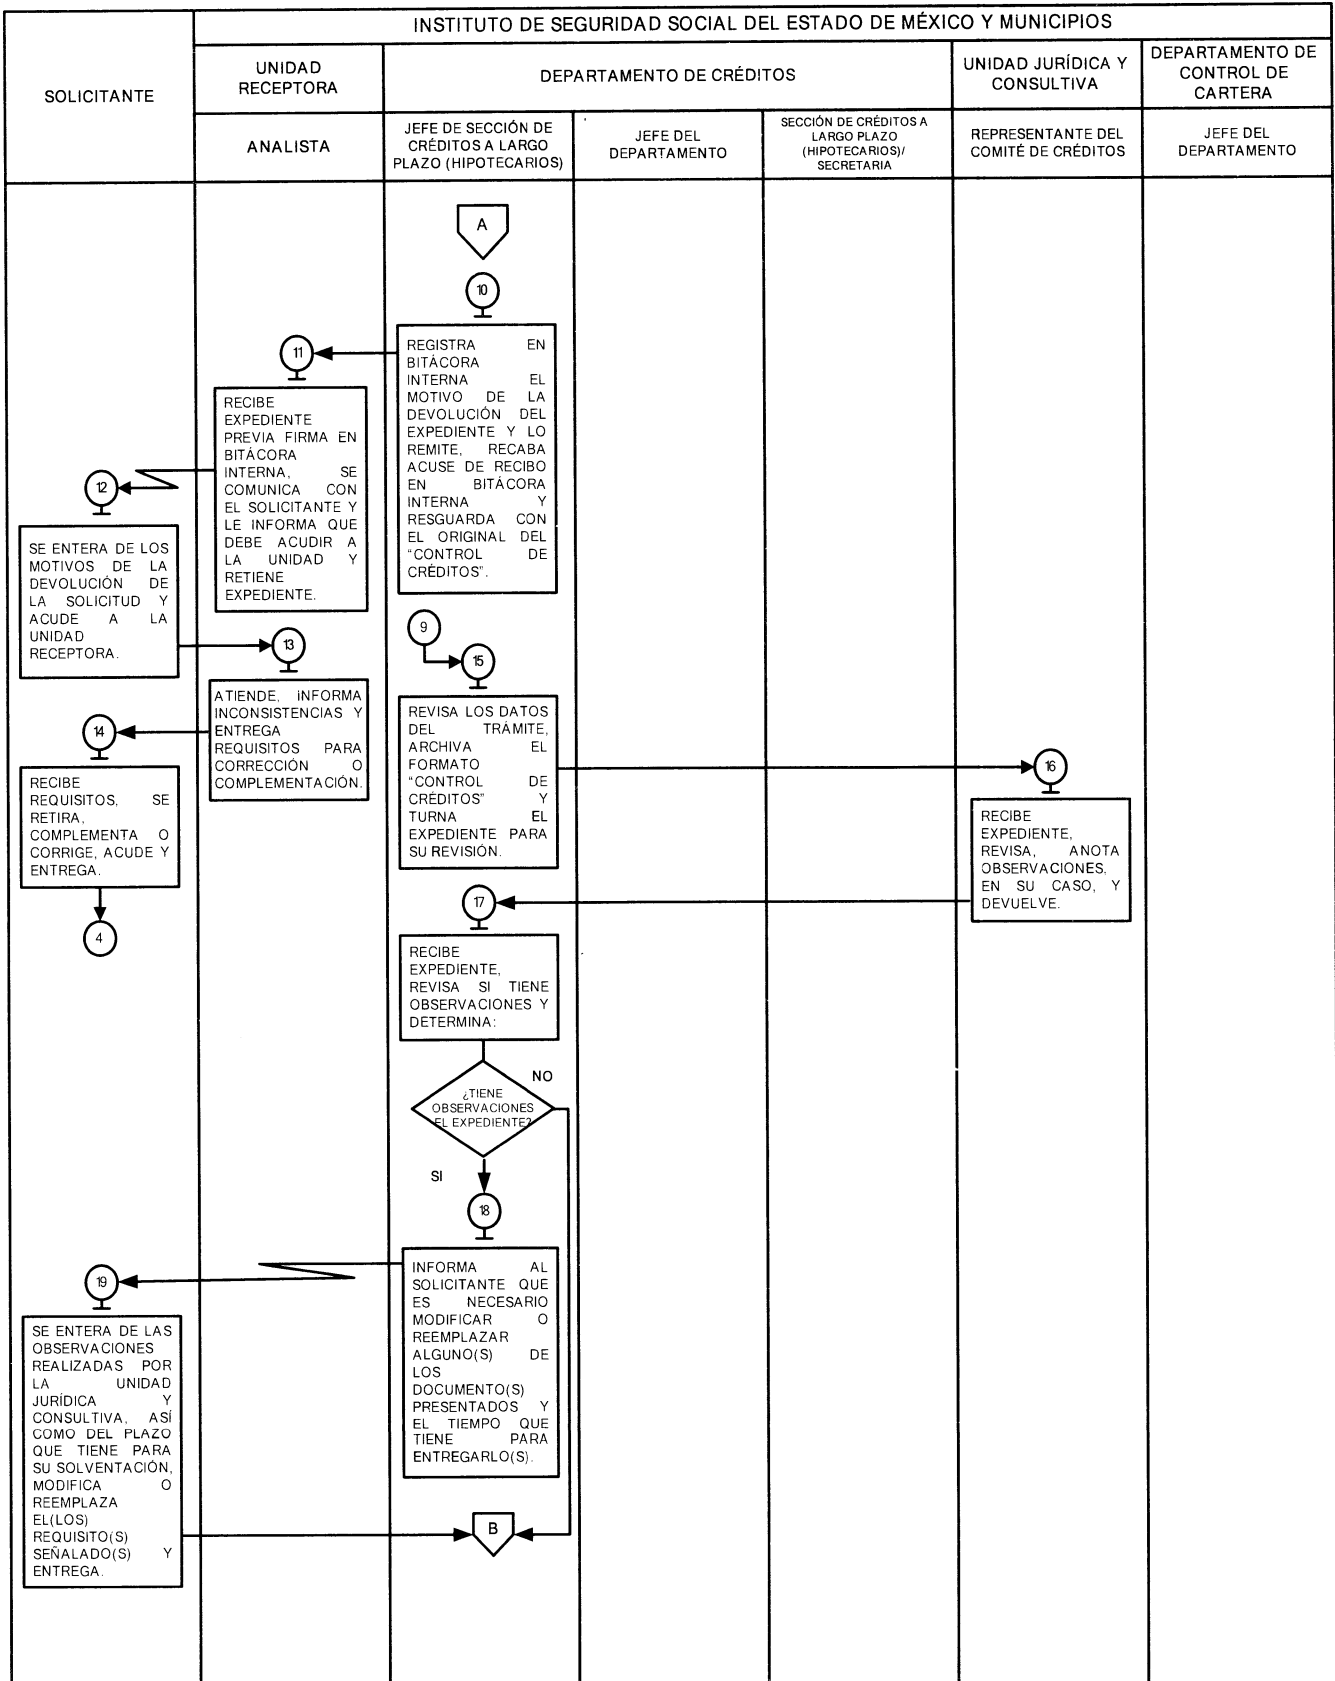 INSTITUTO DE SEGURIDAD SOCIAL DEL ESTADO DE MÉXICO Y MUNICIPIOS
SOLICITANTE
UNIDAD
RECEPTORA
DEPARTAMENTO DE CRÉDITOS
UNIDAD JURÍDICA Y
CONSULTIVA
DEPARTAMENTO DE
CONTROL DE
CARTERA
ANALISTA
JEFE DE SECCIÓN DE
CRÉDITOS A LARGO
PLAZO (HIPOTECARIOS)
JEFE DEL
DEPARTAMENTO
SECCIÓN DE CRÉDITOS A
LARGO PLAZO
(HIPOTECARIOS)/
SECRETARIA
REPRESENTANTE DEL
COMITÉ DE CRÉDITOS
JEFE DEL
DEPARTAMENTO
A
10
REGISTRA EN
BITÁCORA
INTERNA EL
MOTIVO DE LA
DEVOLUCIÓN DEL
EXPEDIENTE Y LO
REMITE, RECABA
ACUSE DE RECIBO
EN BITÁCORA
INTERNA Y
RESGUARDA CON
EL ORIGINAL DEL
“CONTROL DE
CRÉDITOS”.
11
RECIBE
EXPEDIENTE
PREVIA FIRMA EN
BITÁCORA
INTERNA, SE
COMUNICA CON
EL SOLICITANTE Y
LE INFORMA QUE
DEBE ACUDIR A
LA UNIDAD Y
RETIENE
EXPEDIENTE.
12
SE ENTERA DE LOS
MOTIVOS DE LA
DEVOLUCIÓN DE
LA SOLICITUD Y
ACUDE A LA
UNIDAD
RECEPTORA.
13
ATIENDE, INFORMA
INCONSISTENCIAS Y
ENTREGA
REQUISITOS PARA
CORRECCIÓN O
COMPLEMENTACIÓN.
14
RECIBE
REQUISITOS, SE
RETIRA,
COMPLEMENTA O
CORRIGE, ACUDE Y
ENTREGA.
4
9
15
REVISA LOS DATOS
DEL TRÁMITE,
ARCHIVA EL
FORMATO
“CONTROL DE
CRÉDITOS” Y
TURNA EL
EXPEDIENTE PARA
SU REVISIÓN.
16
RECIBE
EXPEDIENTE,
REVISA, ANOTA
OBSERVACIONES,
EN SU CASO, Y
DEVUELVE.
17
RECIBE
EXPEDIENTE,
REVISA SI TIENE
OBSERVACIONES Y
DETERMINA:
¿TIENE
OBSERVACIONES
EL EXPEDIENTE?
NO
SI
18
INFORMA AL
SOLICITANTE QUE
ES NECESARIO
MODIFICAR O
REEMPLAZAR
ALGUNO(S) DE
LOS
DOCUMENTO(S)
PRESENTADOS Y
EL TIEMPO QUE
TIENE PARA
ENTREGARLO(S).
19
SE ENTERA DE LAS
OBSERVACIONES
REALIZADAS POR
LA UNIDAD
JURÍDICA Y
CONSULTIVA, ASÍ
COMO DEL PLAZO
QUE TIENE PARA
SU SOLVENTACIÓN,
MODIFICA O
REEMPLAZA
EL(LOS)
REQUISITO(S)
SEÑALADO(S) Y
ENTREGA.
B